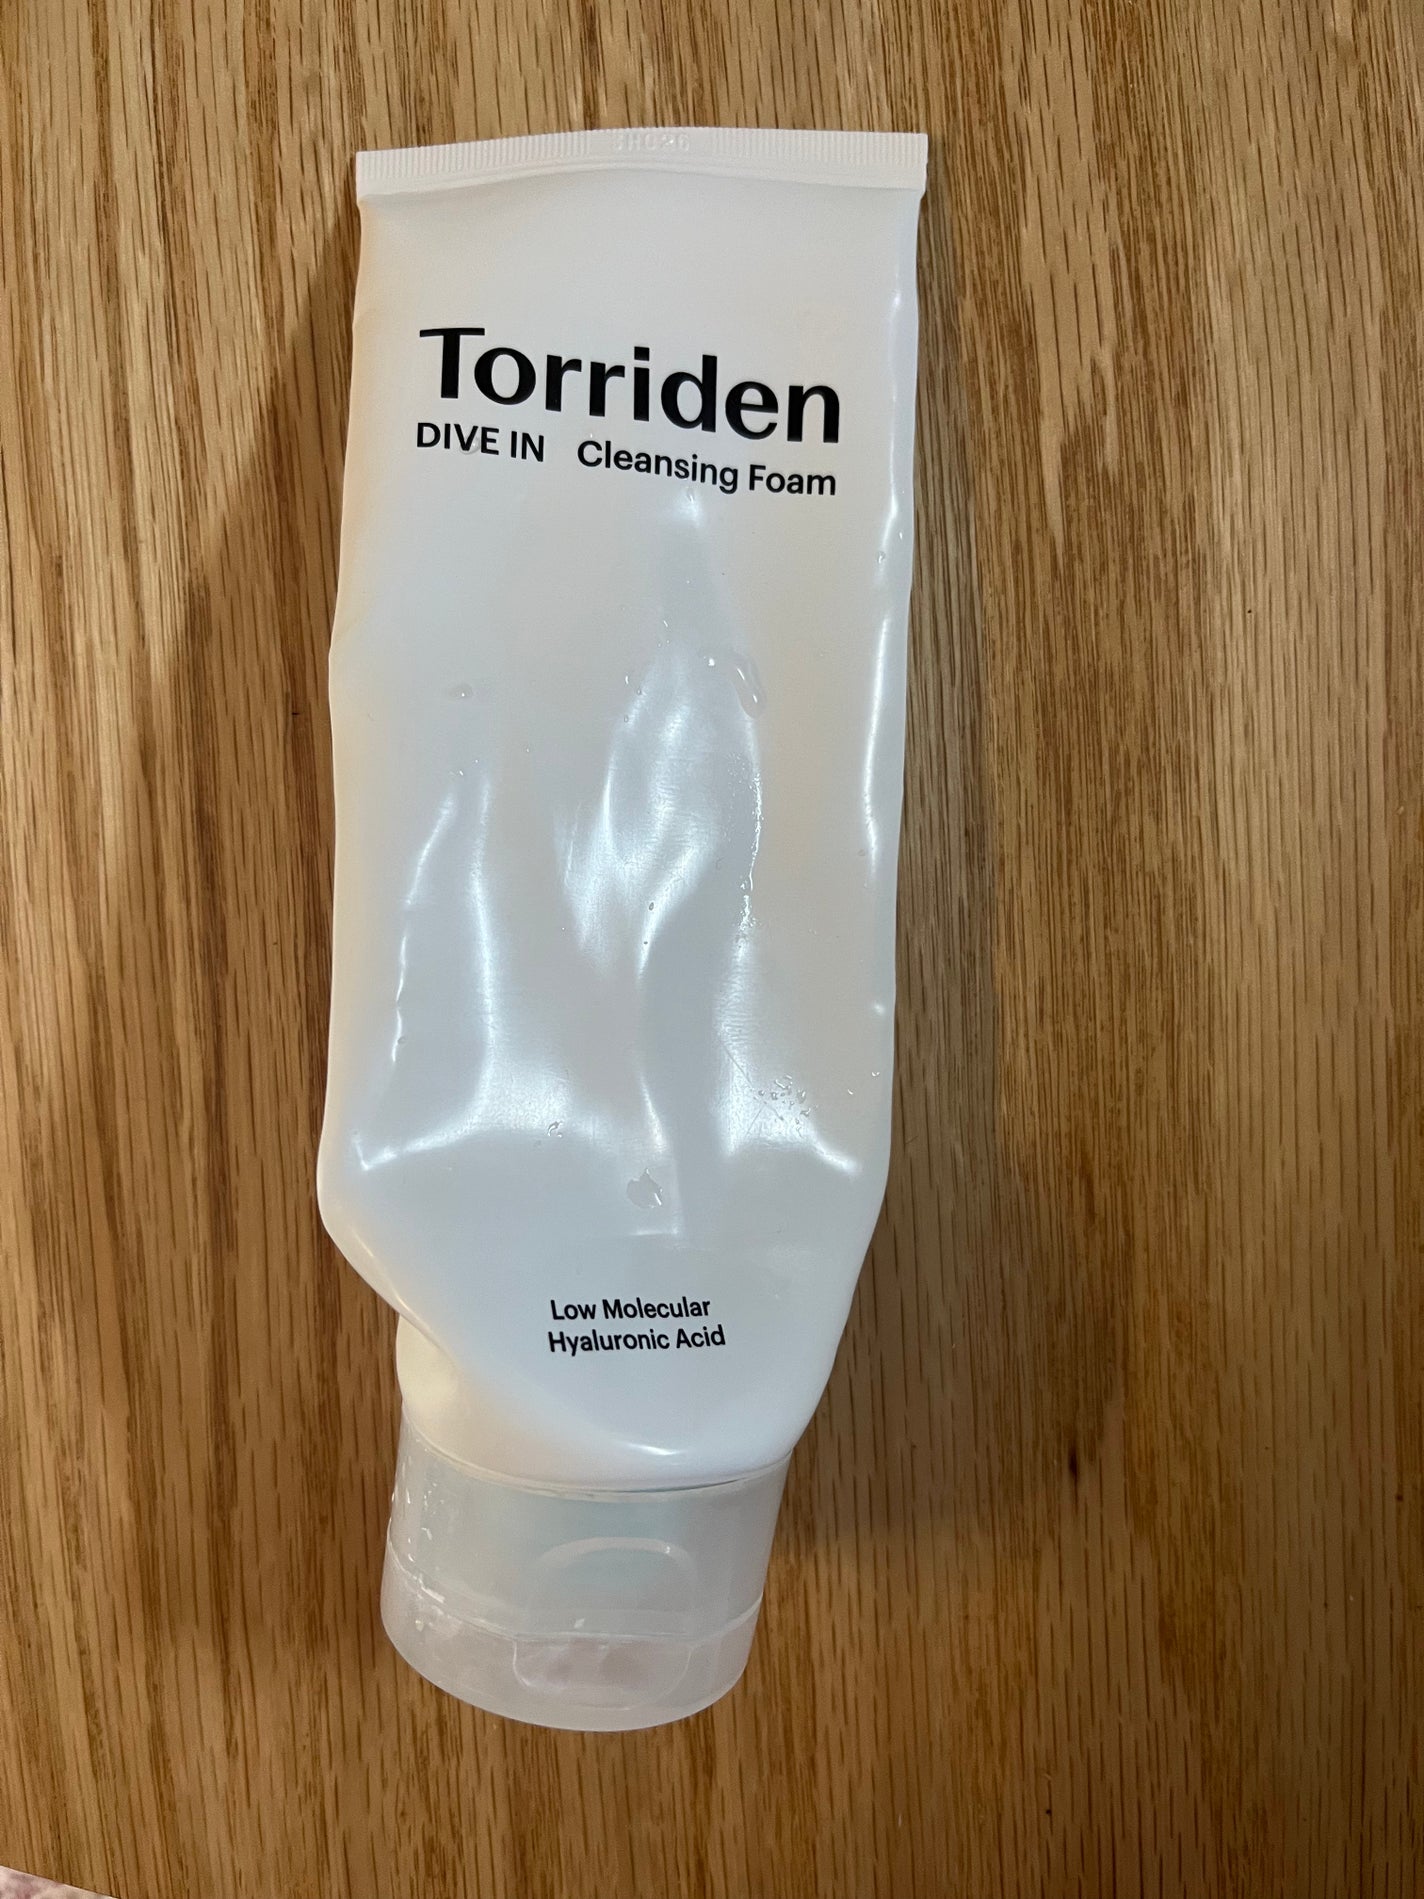 Torriden
DIVE IN Cleansing Foam
Low Molecular
Hyaluronic Acid